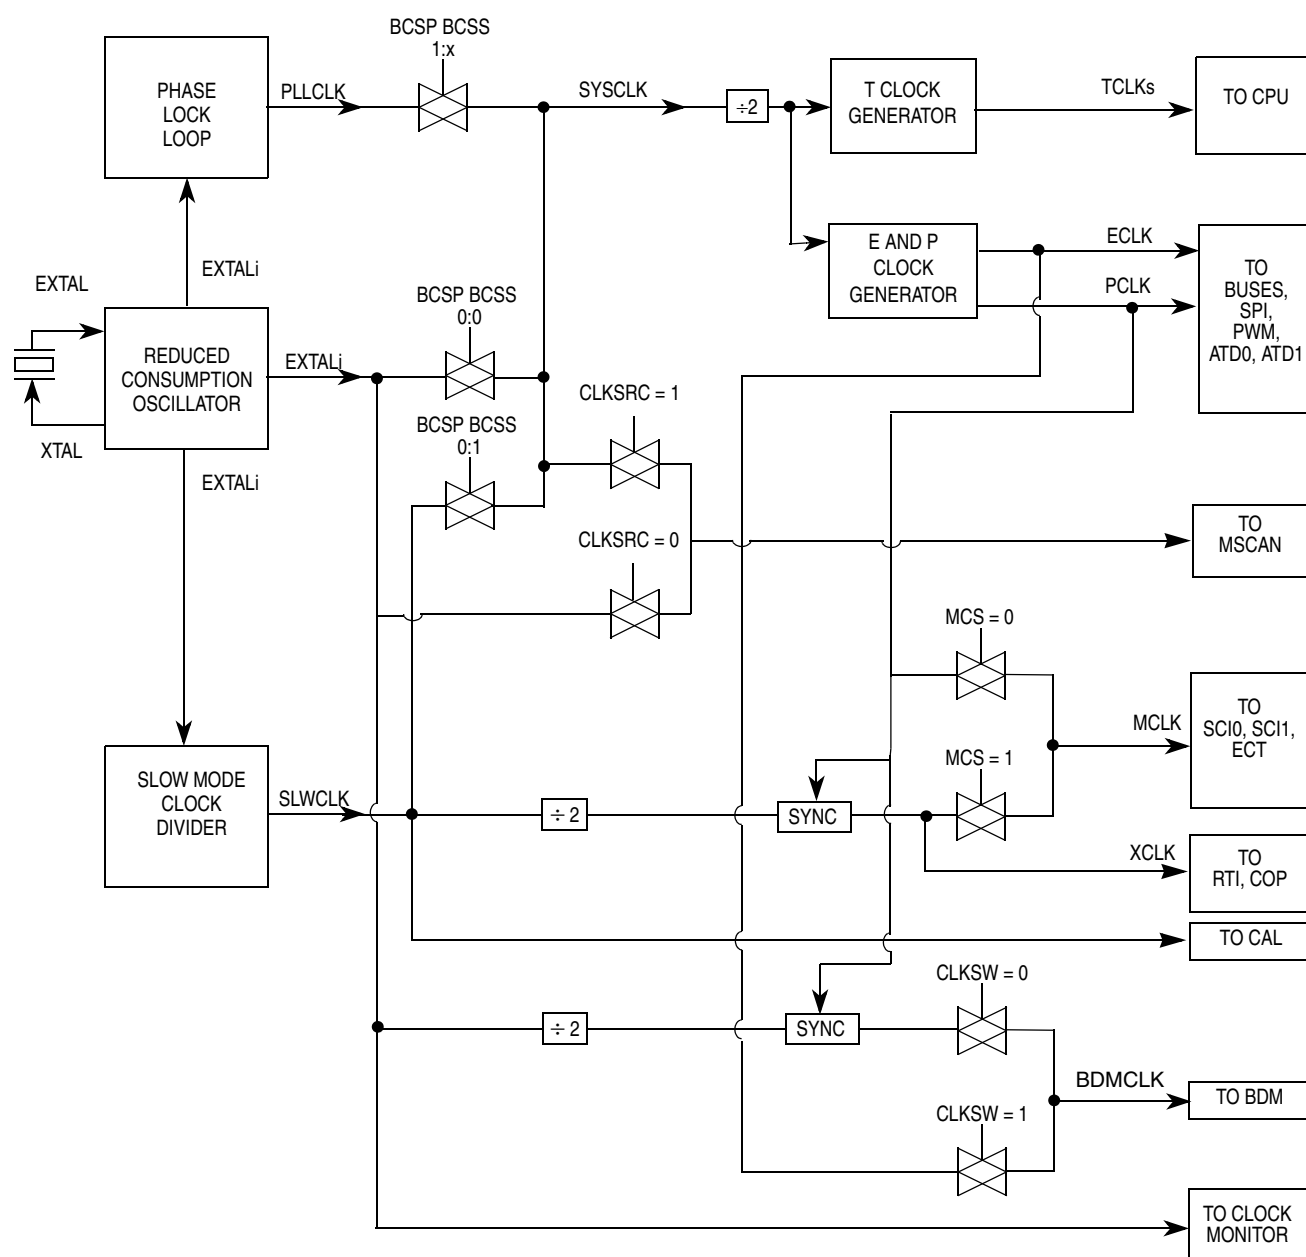 BCSP BCSS
1:x
PHASE
LOCK
LOOP
PLLCLK
SYSCLK
÷2
T CLOCK
GENERATOR
TCLKs
TO CPU
EXTALi
E AND P
CLOCK
GENERATOR
ECLK
PCLK
TO
BUSES,
SPI,
PWM,
ATD0, ATD1
EXTAL
XTAL
REDUCED
CONSUMPTION
OSCILLATOR
EXTALi
BCSP BCSS
0:0
BCSP BCSS
0:1
CLKSRC = 1
EXTALi
CLKSRC = 0
TO
MSCAN
MCS = 0
MCS = 1
MCLK
TO
SCI0, SCI1,
ECT
SLOW MODE
CLOCK
DIVIDER
SLWCLK
÷ 2
SYNC
XCLK
TO
RTI, COP
TO CAL
CLKSW = 0
÷ 2
SYNC
BDMCLK
TO BDM
CLKSW = 1
TO CLOCK
MONITOR